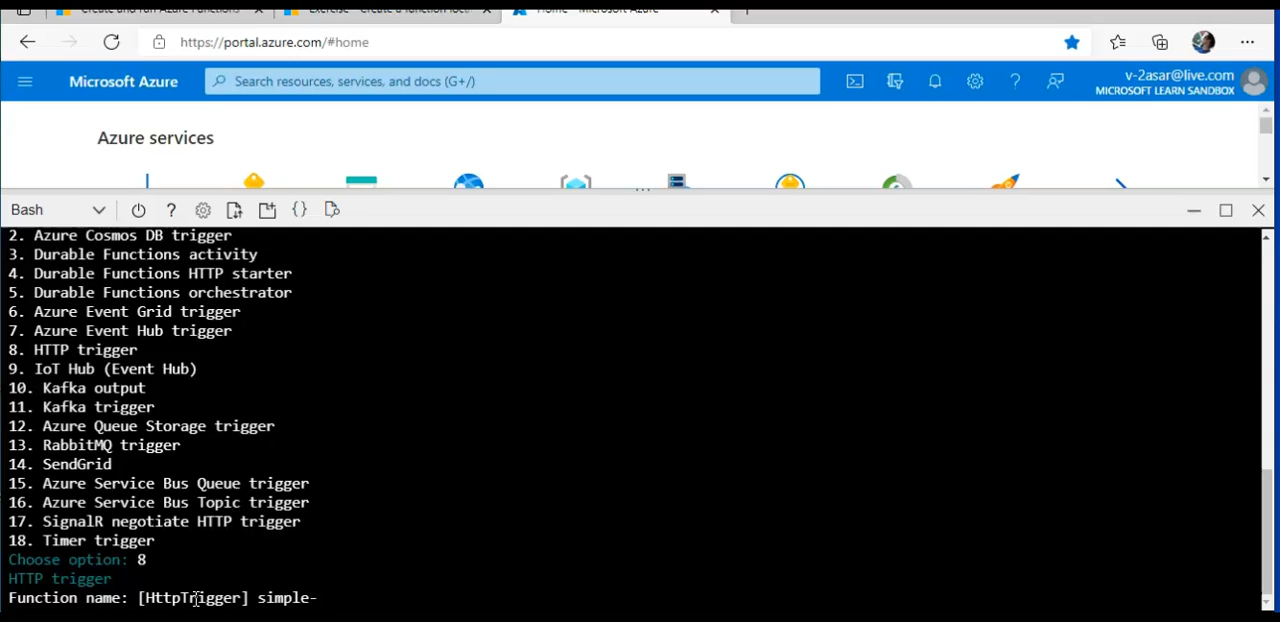 Create and run Azure Functions
Home - Microsoft Azure
https://portal.azure.com/#home
Microsoft Azure
Search resources, services, and docs (G+/)
v-2asar@live.com
MICROSOFT LEARN SANDBOX
Azure services
Bash
2. Azure Cosmos DB trigger
3. Durable Functions activity
4. Durable Functions HTTP starter
5. Durable Functions orchestrator
6. Azure Event Grid trigger
7. Azure Event Hub trigger
8. HTTP trigger
9. IoT Hub (Event Hub)
10. Kafka output
11. Kafka trigger
12. Azure Queue Storage trigger
13. RabbitMQ trigger
14. SendGrid
15. Azure Service Bus Queue trigger
16. Azure Service Bus Topic trigger
17. SignalR negotiate HTTP trigger
18. Timer trigger
Choose option: 8
HTTP trigger
Function name: [HttpTrigger] simple-